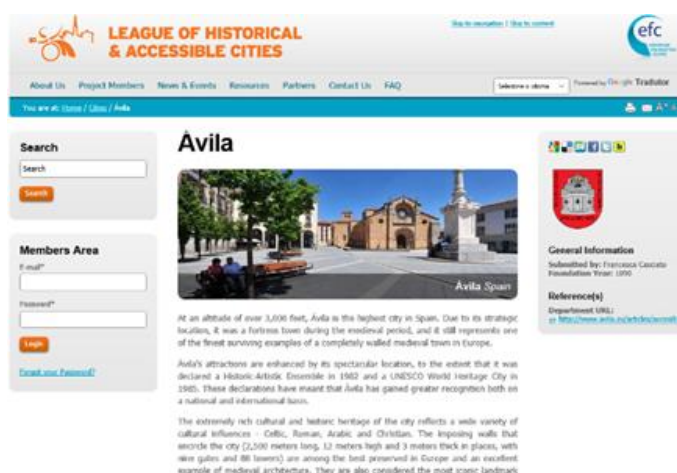 LEAGUE OF HISTORICAL
& ACCESSIBLE CITIES
Skip to navigation | Skip to content
efc
About Us Project Members News & Events Resources Partners Contact Us FAQ
Selecione o idioma
Powered by Google Tradutor
You are at: Home / Cities / Ávila
Search
Search
Search
Members Area
E-mail*
Password*
Login
Forgot your Password?
Ávila
Ávila Spain
At an altitude of over 3,600 feet, Ávila is the highest city in Spain. Due to its strategic
location, it was a fortress town during the medieval period, and it still represents one
of the finest surviving examples of a completely walled medieval town in Europe.
Ávila's attractions are enhanced by its spectacular location, to the extent that it was
declared a Historic-Artistic Ensemble in 1982 and a UNESCO World Heritage City in
1985. These declarations have meant that Ávila has gained greater recognition both on
a national and international basis.
The extremely rich cultural and historic heritage of the city reflects a wide variety of
cultural influences - Celtic, Roman, Arabic and Christian. The imposing walls that
encircle the city (2,500 meters long, 12 meters high and 3 meters thick in places, with
nine gates and 88 towers) are among the best preserved in Europe and an excellent
example of medieval architecture. They are also considered the most iconic landmark
General Information
Submitted by: Francesca
Foundation Year: 1090
Reference(s)
Department URL: